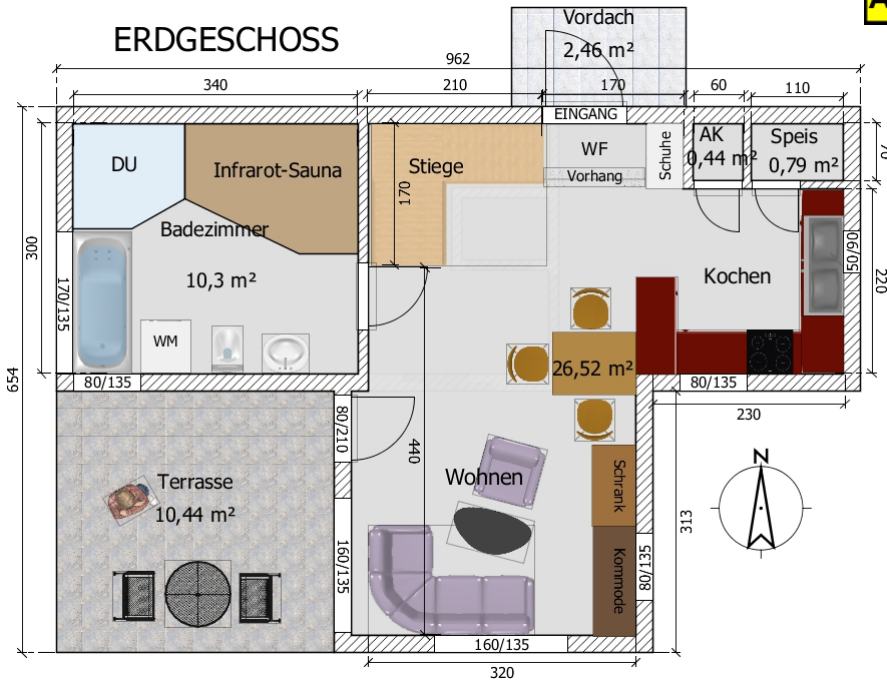 A
ERDGESCHOSS
Vordach
2,46 m²
962
340
210
170
60
110
EINGANG
DU
Infrarot-Sauna
Stiege
170
WF
Vorhang
Schuhe
AK
0,44 m²
Speis
0,79 m²
70
300
Badezimmer
10,3 m²
170/135
WM
80/135
Kochen
50/90
220
26,52 m²
80/135
230
654
80/210
440
Terrasse
10,44 m²
Wohnen
Schrank
Kommode
160/135
80/135
313
N
160/135
320